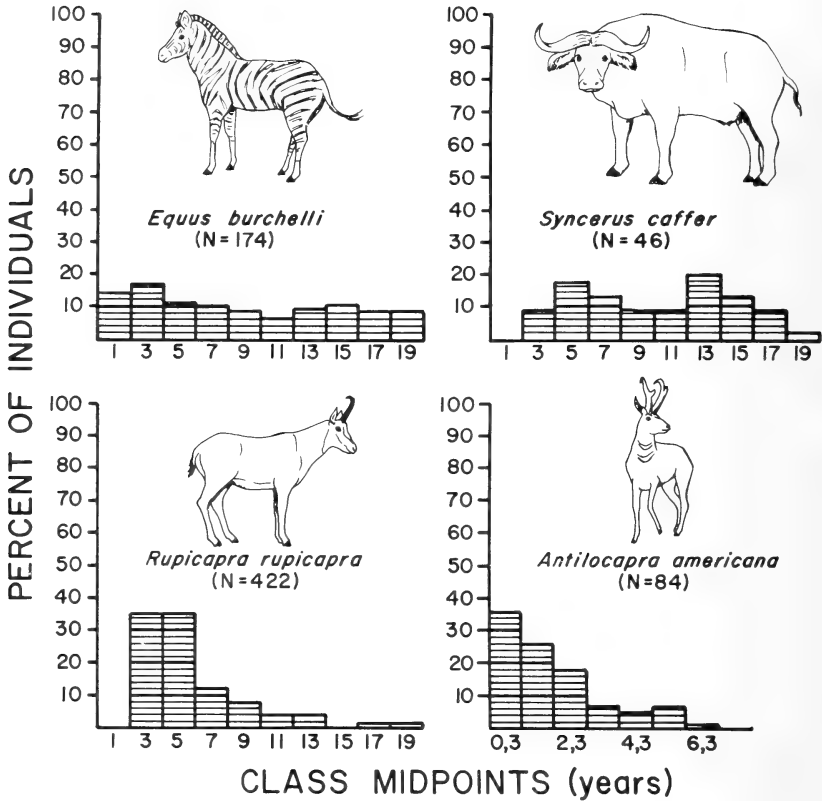 PERCENT OF INDIVIDUALS
100
90
80
70
60
50
40
30
20
10
Equus burchelli
(N=174)
1 3 5 7 9 11 13 15 17 19
100
90
80
70
60
50
40
30
20
10
Syncerus caffer
(N=46)
1 3 5 7 9 11 13 15 17 19
100
90
80
70
60
50
40
30
20
10
Rupicapra rupicapra
(N=422)
1 3 5 7 9 11 13 15 17 19
100
90
80
70
60
50
40
30
20
10
Antilocapra americana
(N=84)
0,3 2,3 4,3 6,3
CLASS MIDPOINTS (years)